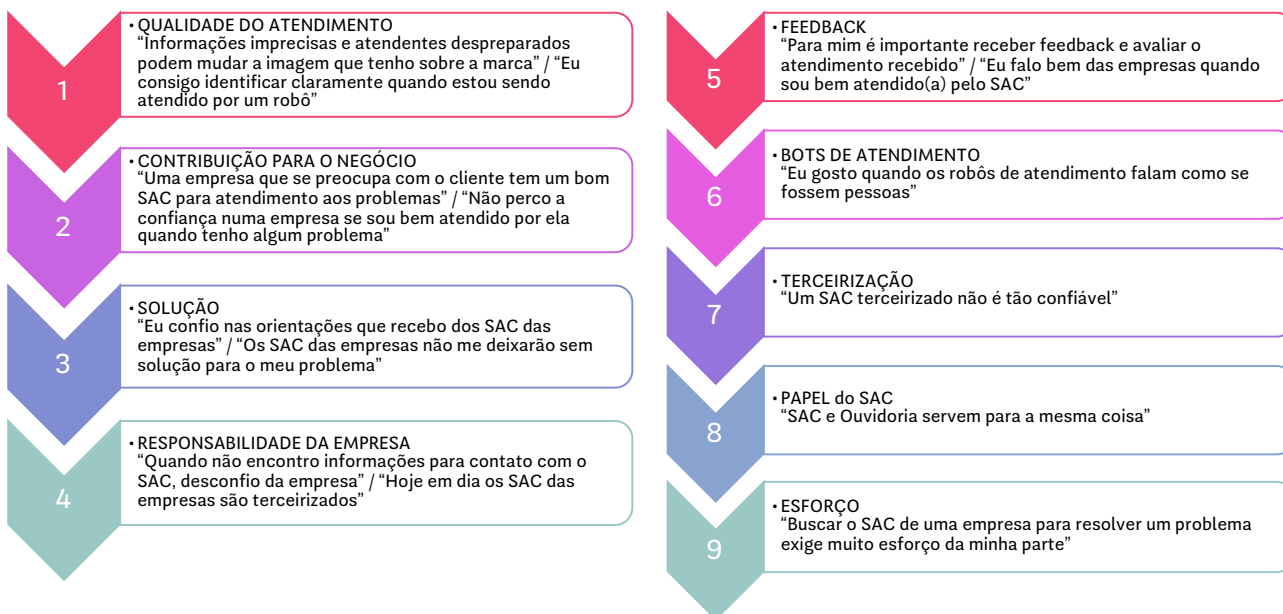 1
• QUALIDADE DO ATENDIMENTO
“Informações imprecisas e atendentes despreparados
podem mudar a imagem que tenho sobre a marca” / “Eu
consigo identificar claramente quando estou sendo
atendido por um robô”
2
• CONTRIBUIÇÃO PARA O NEGÓCIO
“Uma empresa que se preocupa com o cliente tem um bom
SAC para atendimento aos problemas” / “Não perco a
confiança numa empresa se sou bem atendido por ela
quando tenho algum problema”
3
• SOLUÇÃO
“Eu confio nas orientações que recebo dos SAC das
empresas” / “Os SAC das empresas não me deixarão sem
solução para o meu problema”
4
• RESPONSABILIDADE DA EMPRESA
“Quando não encontro informações para contato com o
SAC, desconfio da empresa” / “Hoje em dia os SAC das
empresas são terceirizados”
5
• FEEDBACK
“Para mim é importante receber feedback e avaliar o
atendimento recebido” / “Eu falo bem das empresas quando
sou bem atendido(a) pelo SAC”
6
• BOTS DE ATENDIMENTO
“Eu gosto quando os robôs de atendimento falam como se
fossem pessoas”
7
• TERCEIRIZAÇÃO
“Um SAC terceirizado não é tão confiável”
8
• PAPEL do SAC
“SAC e Ouvidoria servem para a mesma coisa”
9
• ESFORÇO
“Buscar o SAC de uma empresa para resolver um problema
exige muito esforço da minha parte”